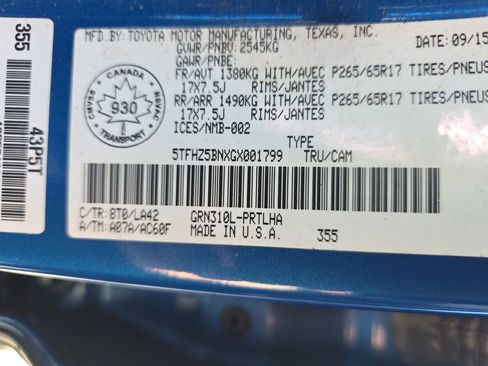 MFD.BY: TOYOTA MOTOR MANUFACTURING, TEXAS, INC.
GVWR/PNBV: 2545KG
DATE: 09/15
GAWR/PNBE:
FR/AVT 1380KG WITH/AVEC P265/65R17 TIRES/PNEUS
17X7.5J RIMS/JANTES
RR/ARR 1490KG WITH/AVEC P265/65R17 TIRES/PNEUS
17X7.5J RIMS/JANTES
ICES/NMB-002
TYPE
5TFHZ5BNXGX001799 TRU/CAM
C/TR: 8T0/LA42
GRN310L-PRTLHA
A/TM: A07A/AC60F
MADE IN U.S.A.
355
CANADA
CMVSS
930
NSVAC
TRANSPORT
355
43P5T